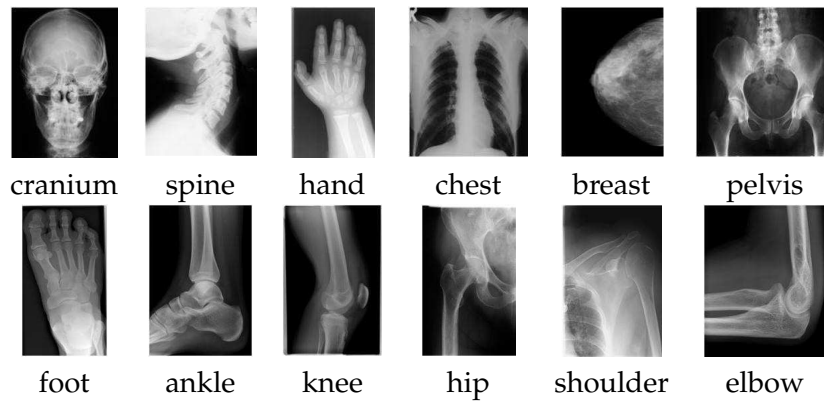 cranium spine hand chest breast pelvis
foot ankle knee hip shoulder elbow